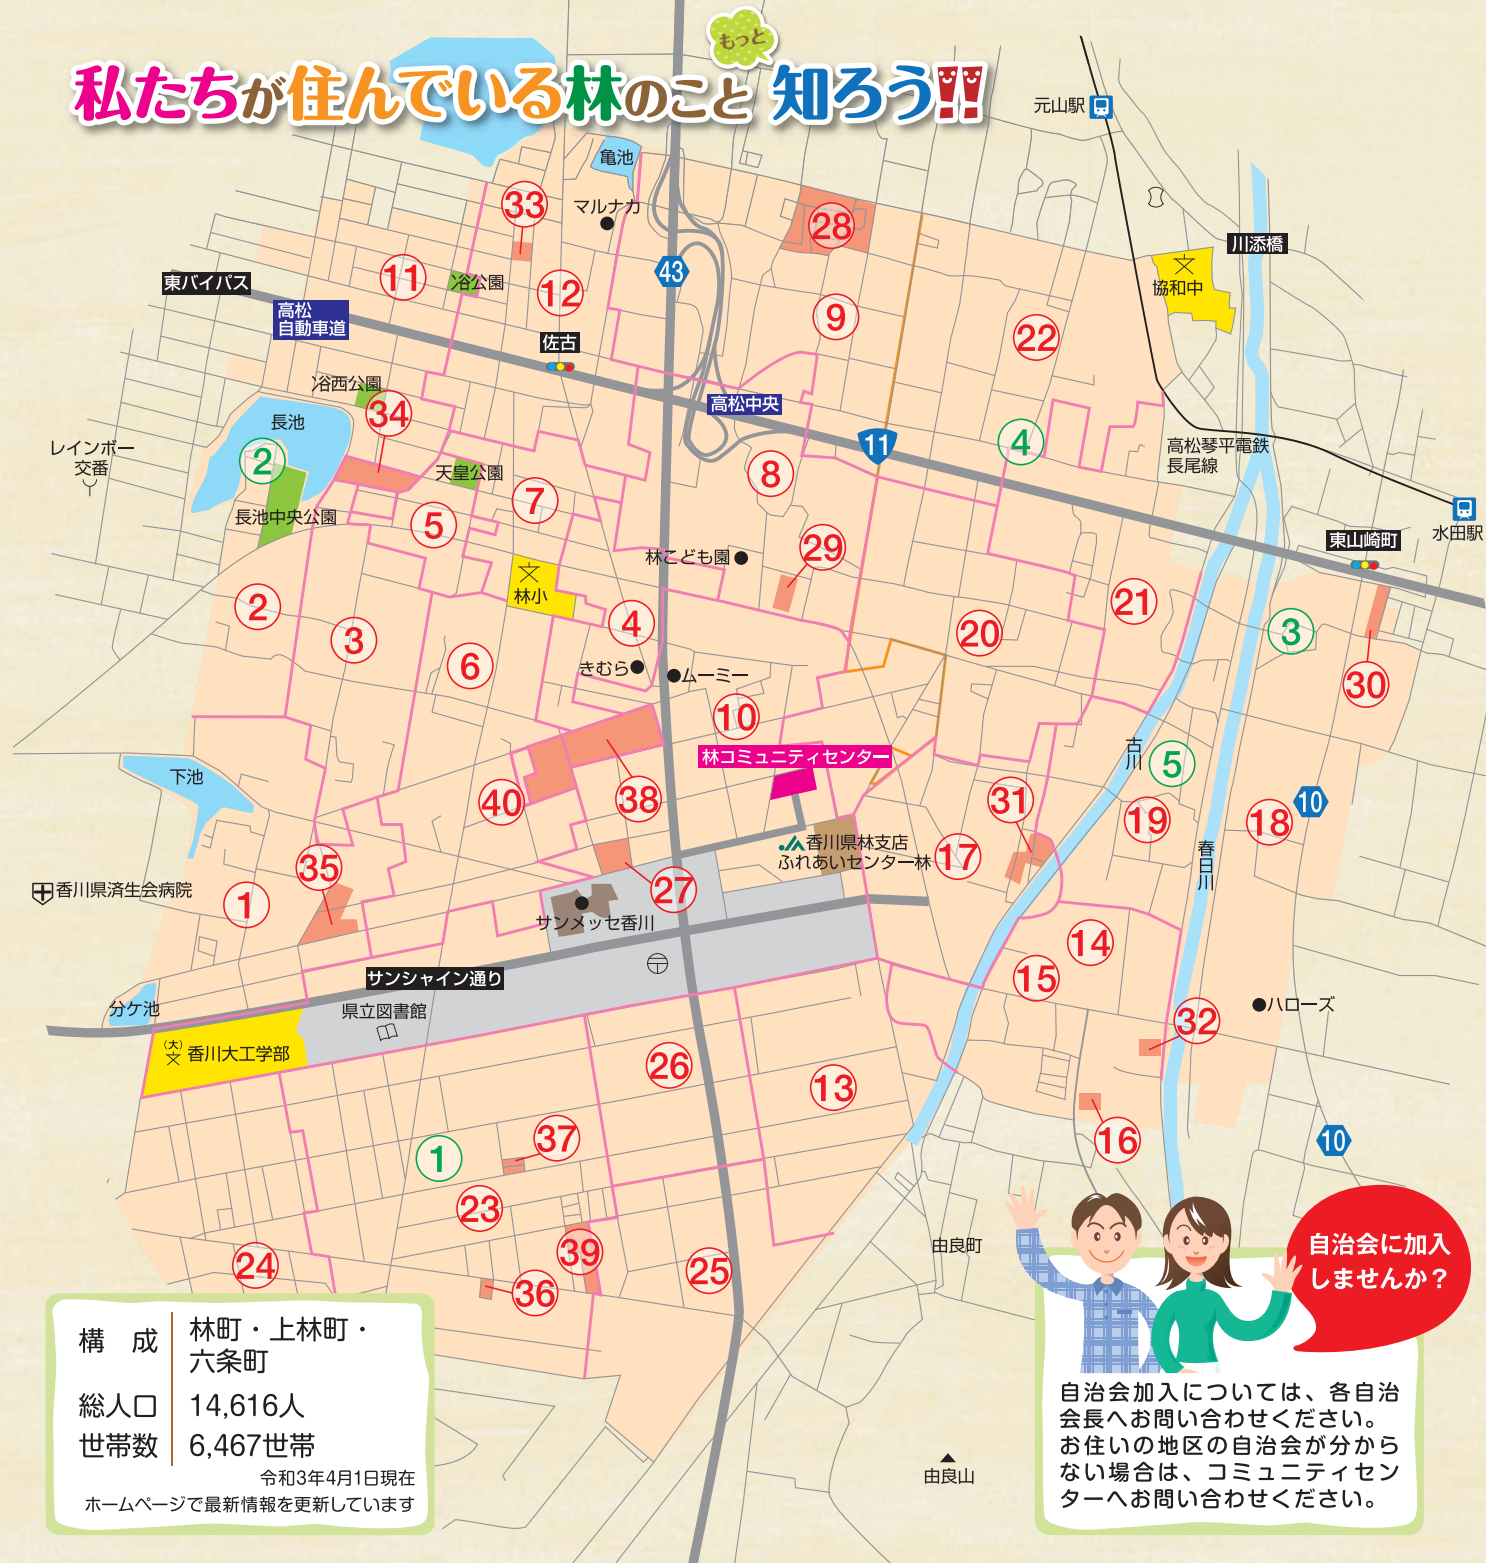 もっと
私たちが住んでいる林のこと 知ろう!!
元山駅
亀池
マルナカ
33
28
43
川添橋
協和中
11
浴公園
12
東バイパス
高松
自動車道
9
22
佐古
浴西公園
34
高松中央
長池
11
4
高松琴平電鉄
長尾線
レインボー
交番
2
天皇公園
8
7
長池中央公園
5
水田駅
東山崎町
29
林こども園
林小
2
3
4
21
20
3
6
きむら
ムーミー
30
10
古川
林コミュニティセンター
5
下池
40
38
31
19
10
18
香川県林支店
ふれあいセンター林
17
春日川
35
香川県済生会病院
1
27
サンメッセ香川
14
15
サンシャイン通り
分ケ池
県立図書館
ハローズ
32
(大)
文
香川大工学部
26
13
37
16
10
1
23
24
39
25
36
由良町
自治会に加入
しませんか？
構　成
林町・上林町・
六条町
総人口
14,616人
世帯数
6,467世帯
令和3年4月1日現在
ホームページで最新情報を更新しています
自治会加入については、各自治
会長へお問い合わせください。
お住いの地区の自治会が分から
ない場合は、コミュニティセン
ターへお問い合わせください。
由良山